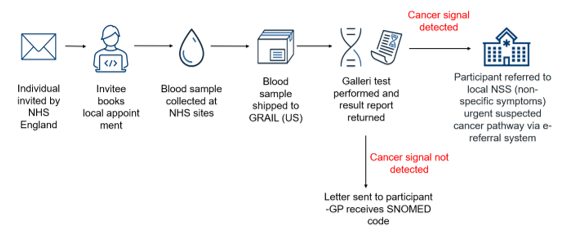 Cancer signal
detected
</>
Individual
invited by
NHS
England
Invitee
books
local appoint
ment
Blood sample
collected at
NHS sites
Blood
sample
shipped to
GRAIL (US)
Galleri test
performed and
result report
returned
Participant referred to
local NSS (non-
specific symptoms)
urgent suspected
cancer pathway via e-
referral system
Cancer signal not
detected
Letter sent to participant
-GP receives SNOMED
code